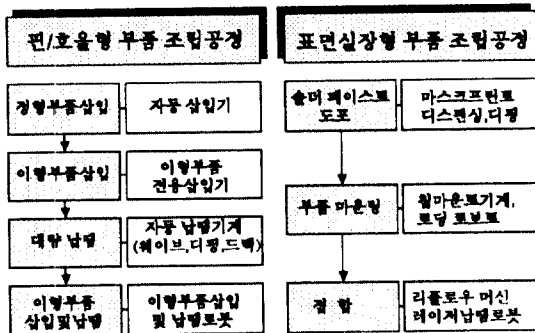 핀/호울형 부품 조립공정
정형부품삽입
자동 삽입기
이형부품삽입
이형부품
전용삽입기
대량 납땜
자동 납땜기계
(웨이브,디핑,드랙)
이형부품
삽입및납땜
이형부품삽입
및 납땜로봇
표면실장형 부품 조립공정
솔더 페이스트
도포
마스크프린트
디스펜싱,디핑
부품 마운팅
칩마운트기계,
로딩 로보트
접 합
리플로우 머신
레이저납땜로봇